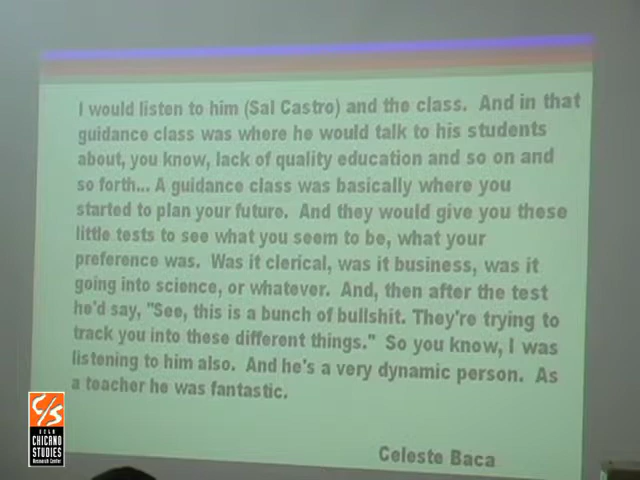 I would listen to him (Sal Castro) and the class. And in that
guidance class was where he would talk to his students
about, you know, lack of quality education and so on and
so forth... A guidance class was basically where you
started to plan your future. And they would give you these
little tests to see what you seem to be, what your
preference was. Was it clerical, was it business, was it
going into science, or whatever. And, then after the test
he'd say, "See, this is a bunch of bullshit. They're trying to
track you into these different things." So you know, I was
listening to him also. And he's a very dynamic person. As
a teacher he was fantastic.
Celeste Baca
C/S
UCLA
CHICANO
STUDIES
Research Center